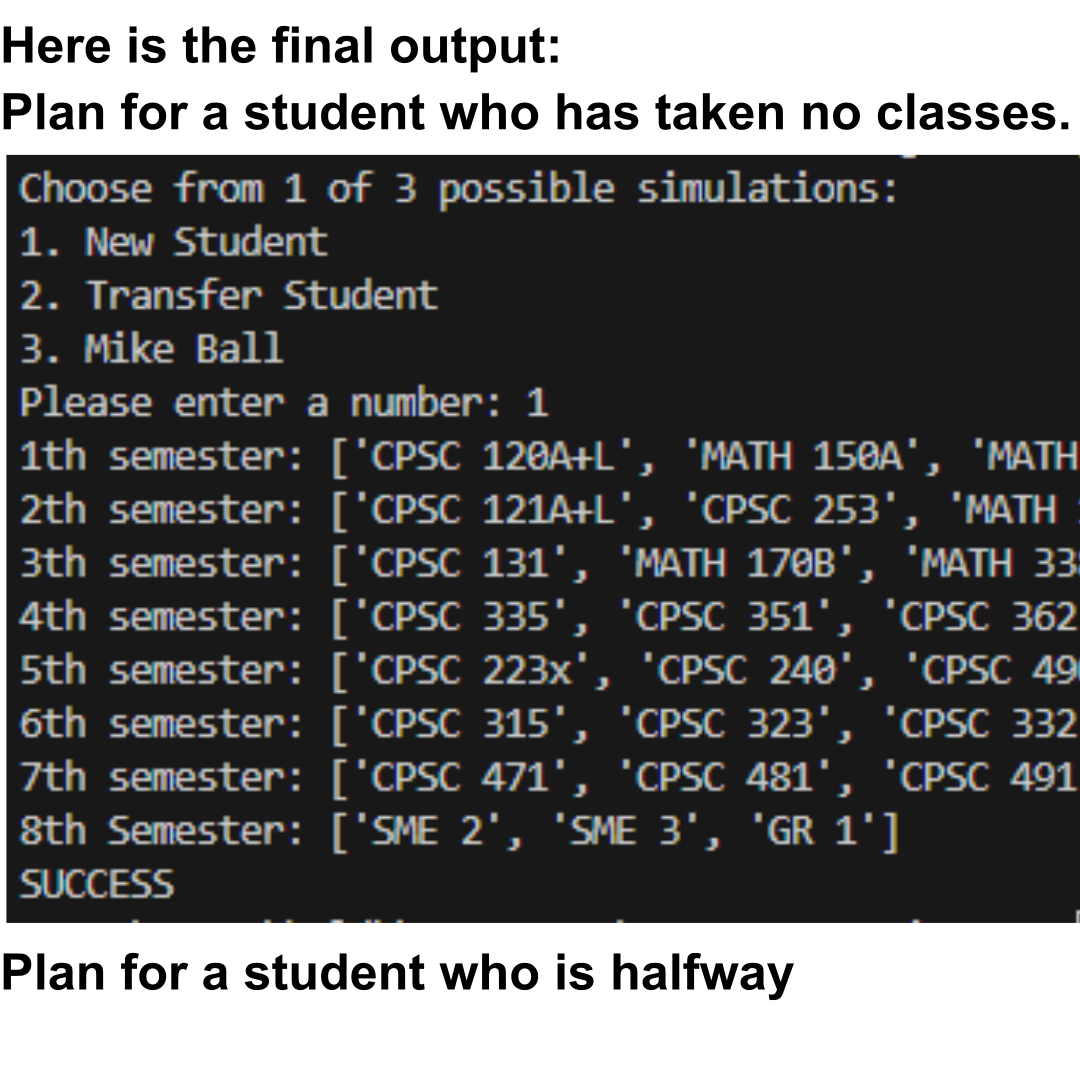 Here is the final output:
Plan for a student who has taken no classes.
Choose from 1 of 3 possible simulations:
1. New Student
2. Transfer Student
3. Mike Ball
Please enter a number: 1
1th semester: ['CPSC 120A+L', 'MATH 150A', 'MATH
2th semester: ['CPSC 121A+L', 'CPSC 253', 'MATH
3th semester: ['CPSC 131', 'MATH 170B', 'MATH 338
4th semester: ['CPSC 335', 'CPSC 351', 'CPSC 362
5th semester: ['CPSC 223x', 'CPSC 240', 'CPSC 490
6th semester: ['CPSC 315', 'CPSC 323', 'CPSC 332
7th semester: ['CPSC 471', 'CPSC 481', 'CPSC 491
8th Semester: ['SME 2', 'SME 3', 'GR 1']
SUCCESS
Plan for a student who is halfway